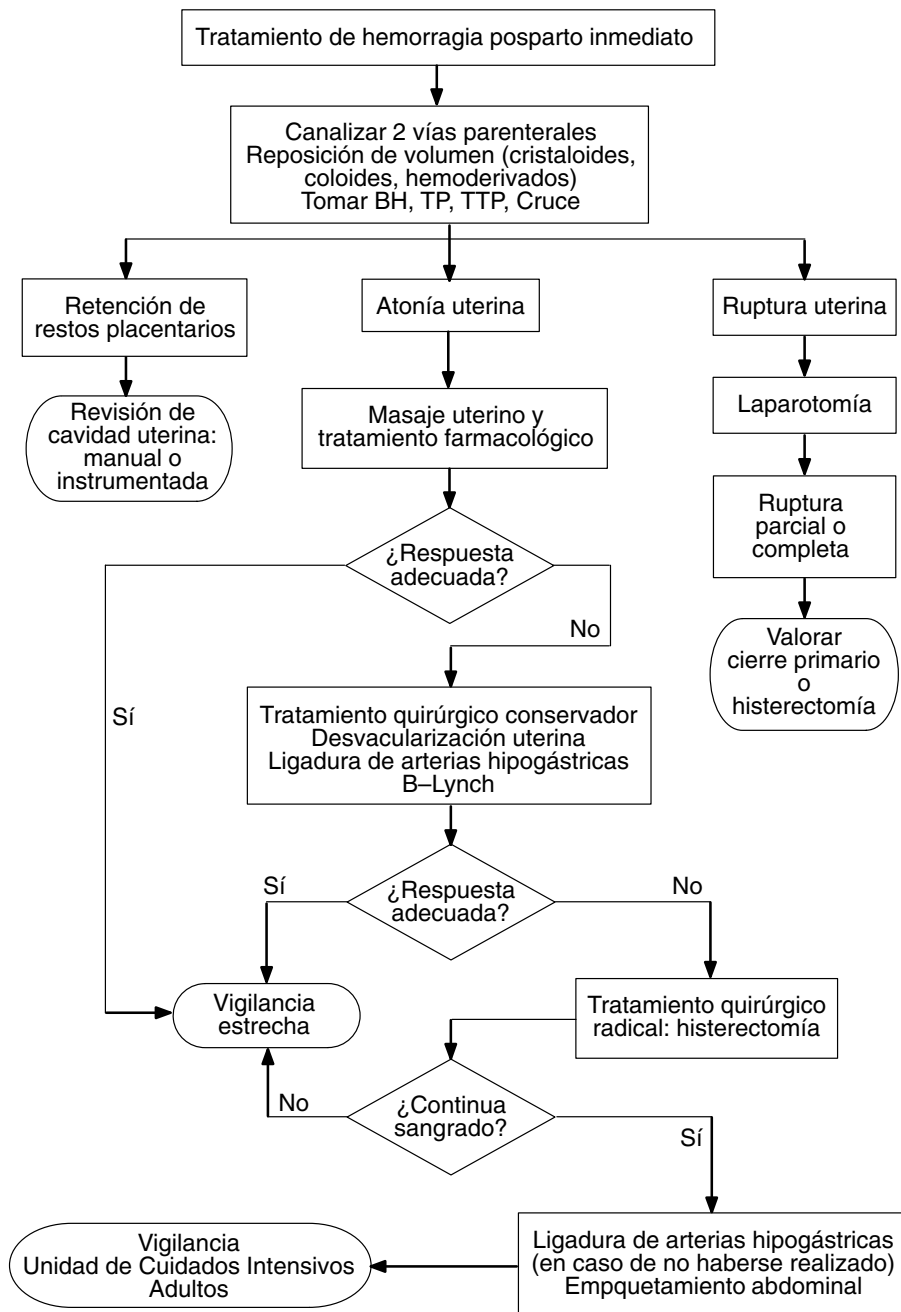 Tratamiento de hemorragia posparto inmediato
Canalizar 2 vías parenterales
Reposición de volumen (cristaloides,
coloides, hemoderivados)
Tomar BH, TP, TTP, Cruce
Retención de
restos placentarios
Atonía uterina
Ruptura uterina
Revisión de
cavidad uterina:
manual o
instrumentada
Masaje uterino y
tratamiento farmacológico
Laparotomía
Ruptura
parcial o
completa
¿Respuesta
adecuada?
No
Valorar
cierre primario
o
histerectomía
Sí
Tratamiento quirúrgico conservador
Desvacularización uterina
Ligadura de arterias hipogástricas
B–Lynch
Sí
¿Respuesta
adecuada?
No
Vigilancia
estrecha
Tratamiento quirúrgico
radical: histerectomía
No
¿Continua
sangrado?
Sí
Vigilancia
Unidad de Cuidados Intensivos
Adultos
Ligadura de arterias hipogástricas
(en caso de no haberse realizado)
Empquetamiento abdominal